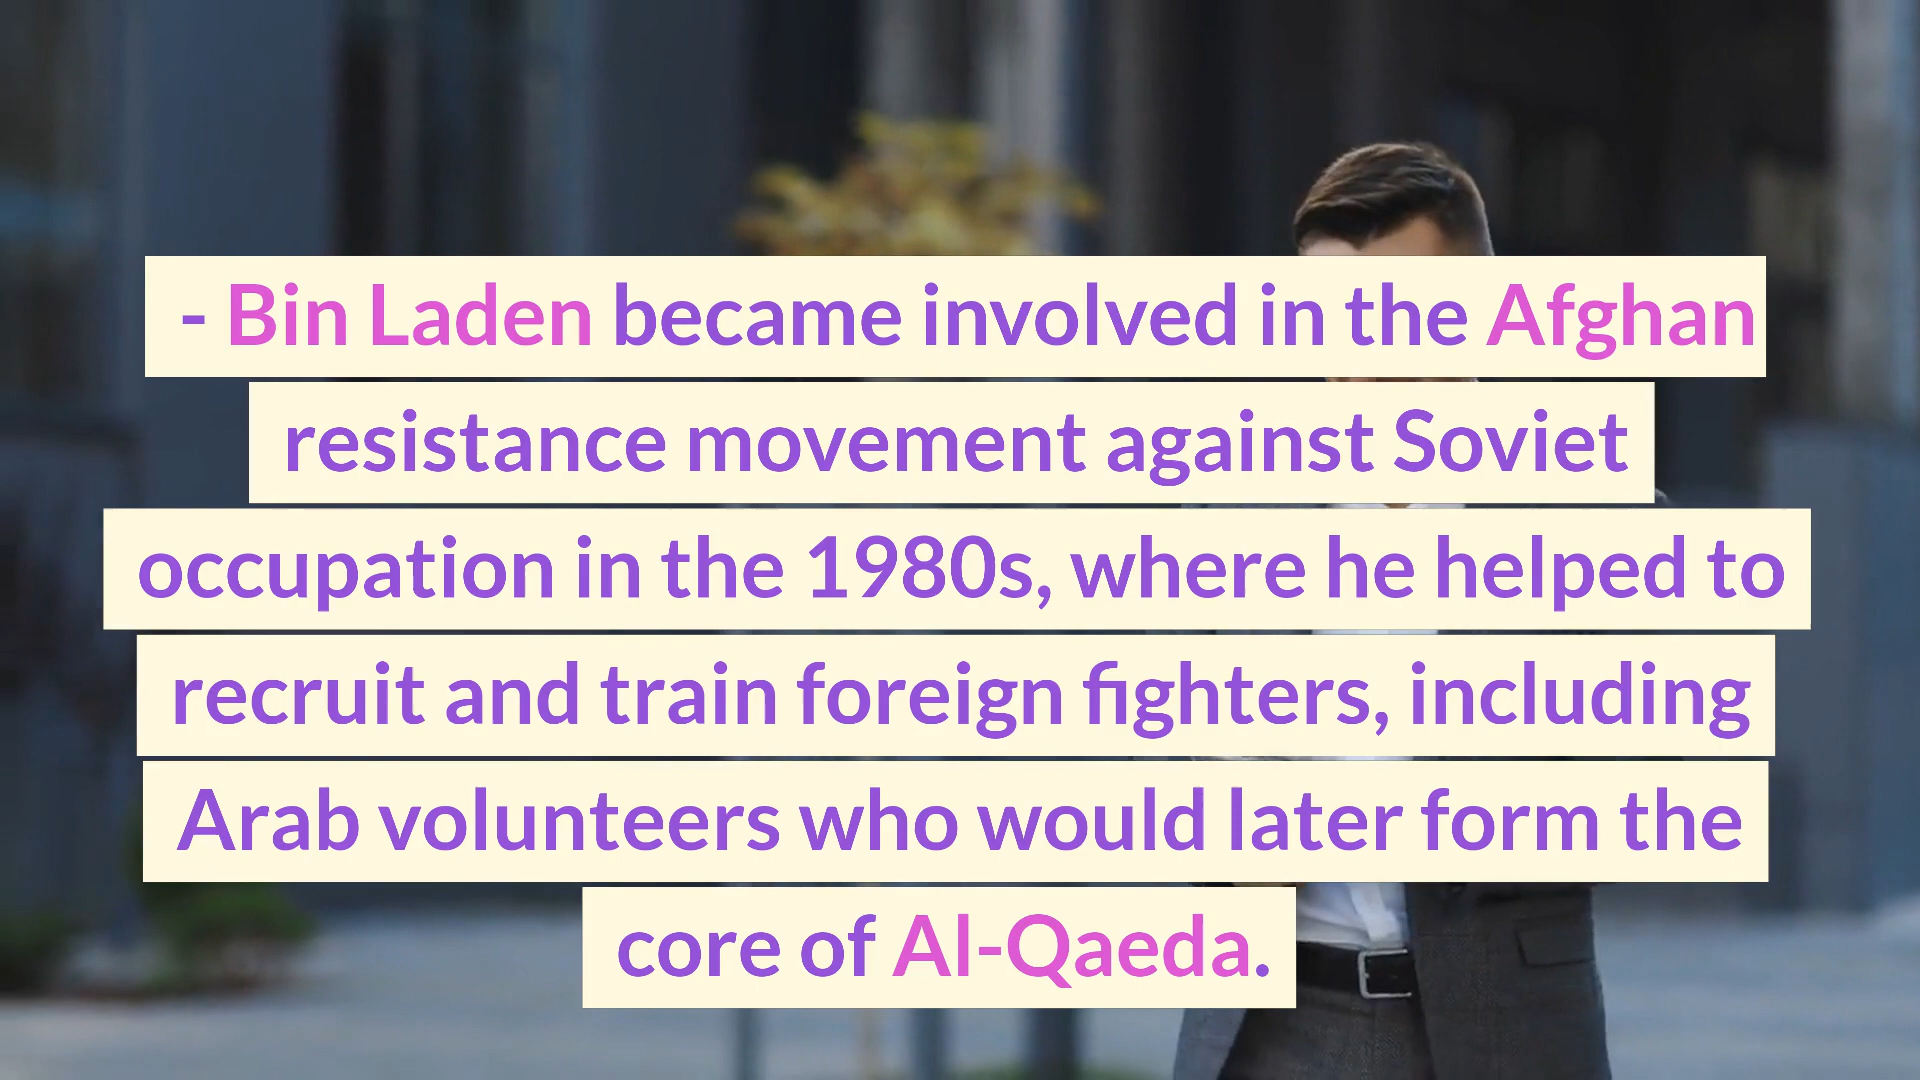 - Bin Laden became involved in the Afghan
resistance movement against Soviet
occupation in the 1980s, where he helped to
recruit and train foreign fighters, including
Arab volunteers who would later form the
core of Al-Qaeda.